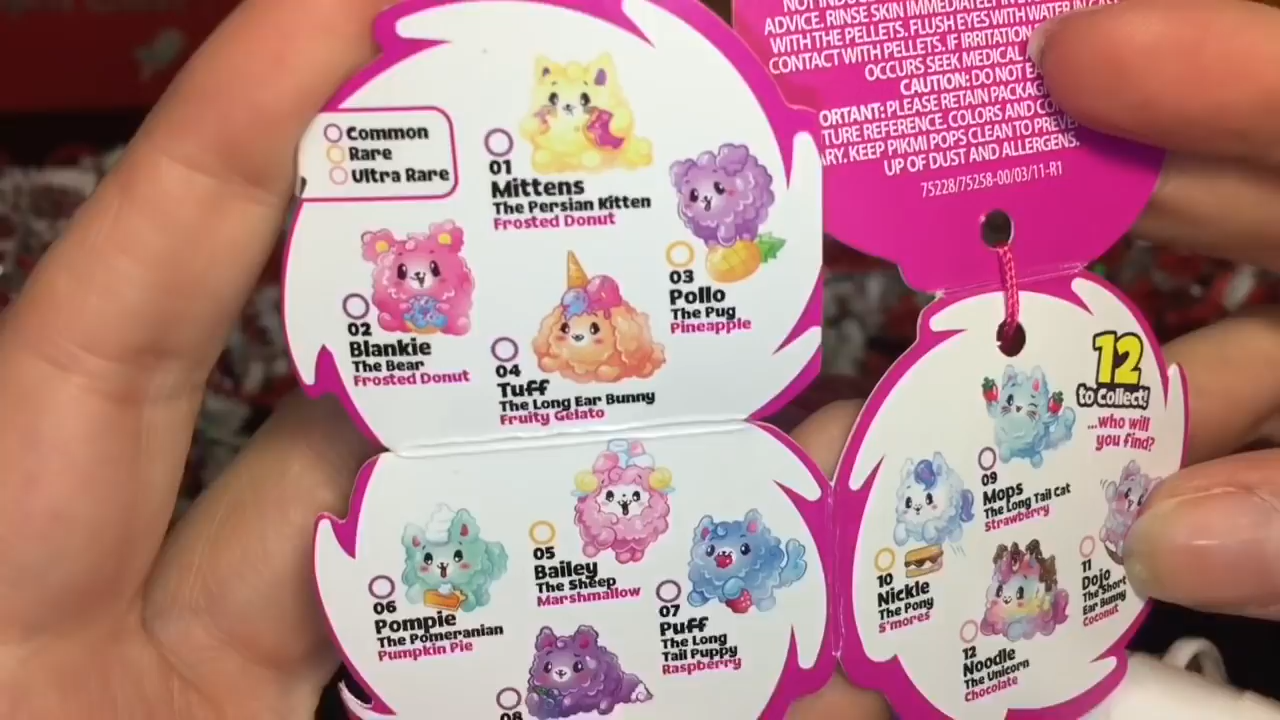 NOT INDUCE
ADVICE. RINSE SKIN IMMEDIATELY
WITH THE PELLETS. FLUSH EYES WITH WATER IN
CONTACT WITH PELLETS. IF IRRITATION
OCCURS SEEK MEDICAL
CAUTION: DO NOT
PORTANT: PLEASE RETAIN PACKAG
TURE REFERENCE. COLORS AND
ARY. KEEP PIKMI POPS CLEAN TO PREVE
UP OF DUST AND ALLERGENS.
75228/75258-00/03/11-R1
Common
Rare
Ultra Rare
01
Mittens
The Persian Kitten
Frosted Donut
02
Blankie
The Bear
Frosted Donut
03
Pollo
The Pug
Pineapple
04
Tuff
The Long Ear Bunny
Fruity Gelato
05
Bailey
The Sheep
Marshmallow
06
Pompie
The Pomeranian
Pumpkin Pie
07
Puff
The Long
Tail Puppy
Raspberry
08
12
to Collect!
...who will
you find?
09
Mops
The Long Tail Cat
Strawberry
10
Nickle
The Pony
S'mores
11
Dojo
The Short
Ear Bunny
Coconut
12
Noodle
The Unicorn
Chocolate